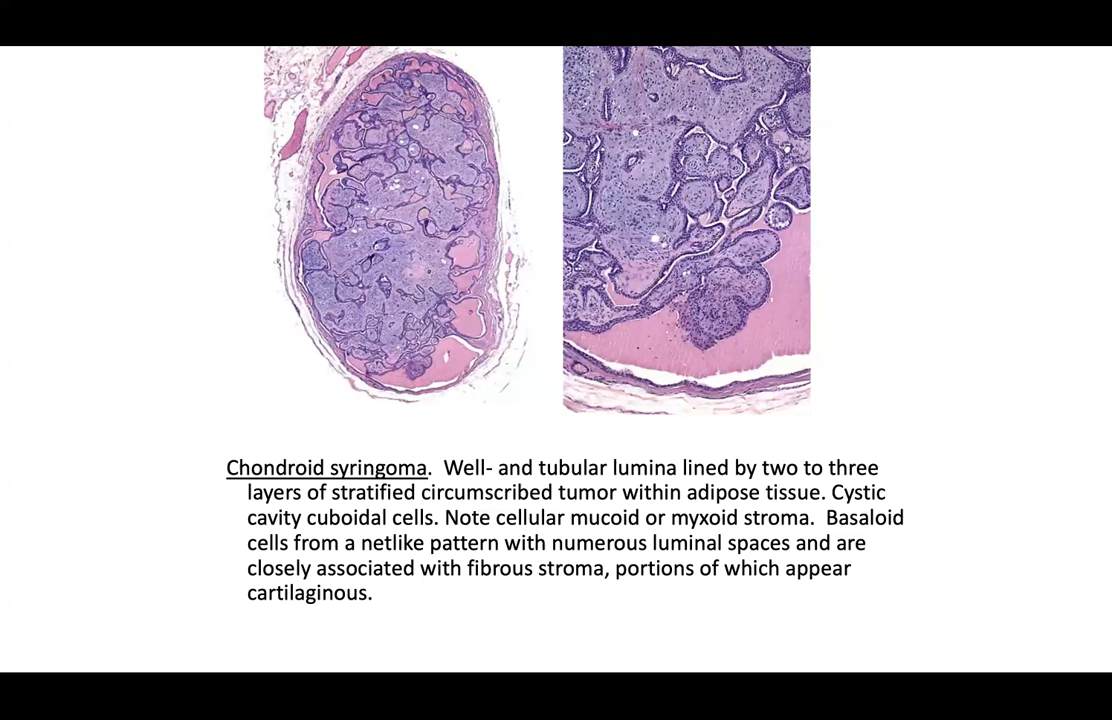 Chondroid syringoma.  Well- and tubular lumina lined by two to three
layers of stratified circumscribed tumor within adipose tissue. Cystic
cavity cuboidal cells. Note cellular mucoid or myxoid stroma.  Basaloid
cells from a netlike pattern with numerous luminal spaces and are
closely associated with fibrous stroma, portions of which appear
cartilaginous.